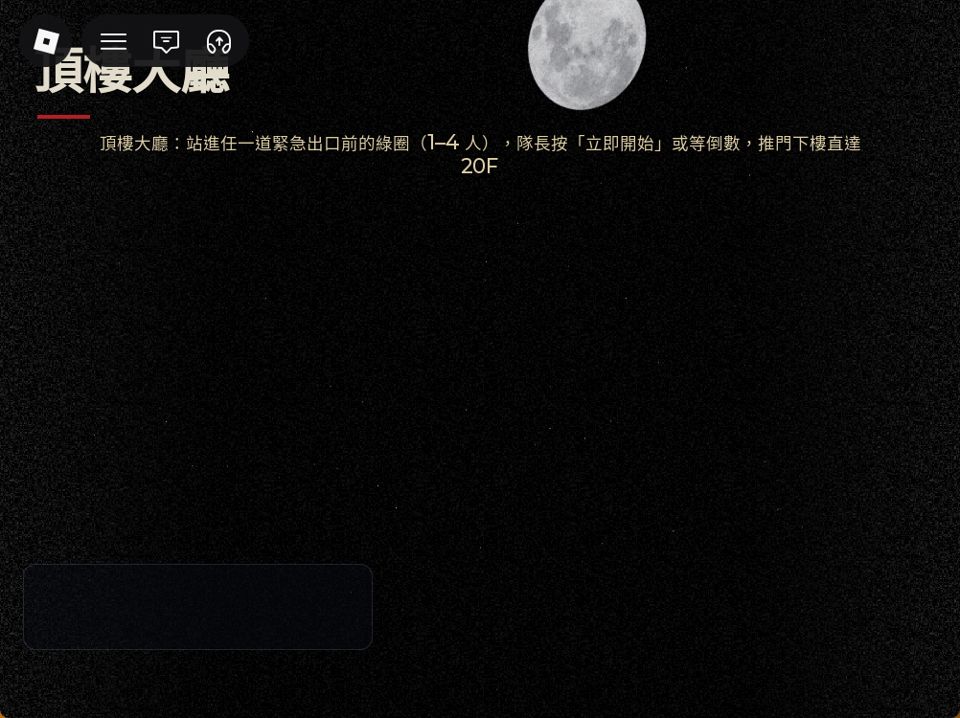 頂樓大廳
頂樓大廳：站進任一道緊急出口前的綠圈（1–4 人），隊長按「立即開始」或等倒數，推門下樓直達
20F